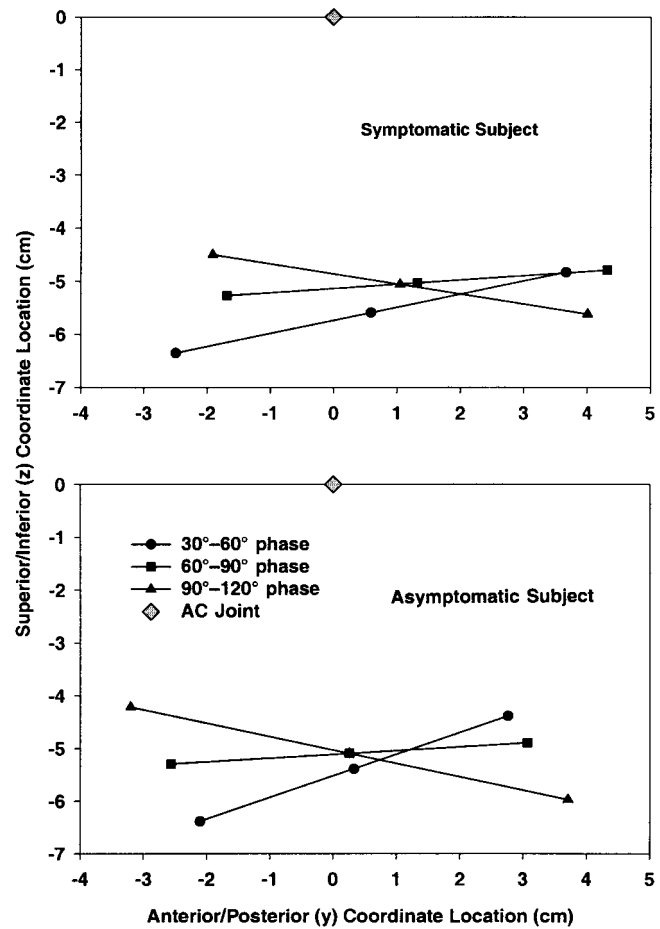 Superior/Inferior (z) Coordinate Location (cm)
0
-1
-2
-3
-4
-5
-6
-7
Symptomatic Subject
-4 -3 -2 -1 0 1 2 3 4 5
0
-1
-2
-3
-4
-5
-6
-7
30°–60° phase
60°–90° phase
90°–120° phase
AC Joint
Asymptomatic Subject
-4 -3 -2 -1 0 1 2 3 4 5
Anterior/Posterior (y) Coordinate Location (cm)